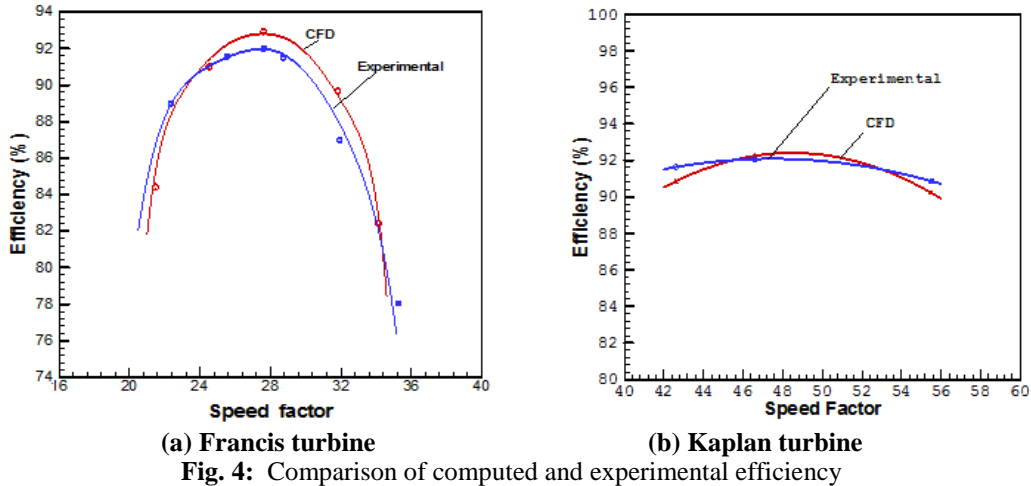 94
92
90
88
86
84
82
80
78
76
74
Efficiency (%)
CFD
Experimental
16
20
24
28
32
36
40
Speed factor
(a) Francis turbine
100
98
96
94
92
90
88
86
84
82
80
Efficiency (%)
Experimental
CFD
40 42 44 46 48 50 52 54 56 58 60
Speed Factor
(b) Kaplan turbine
Fig. 4: Comparison of computed and experimental efficiency